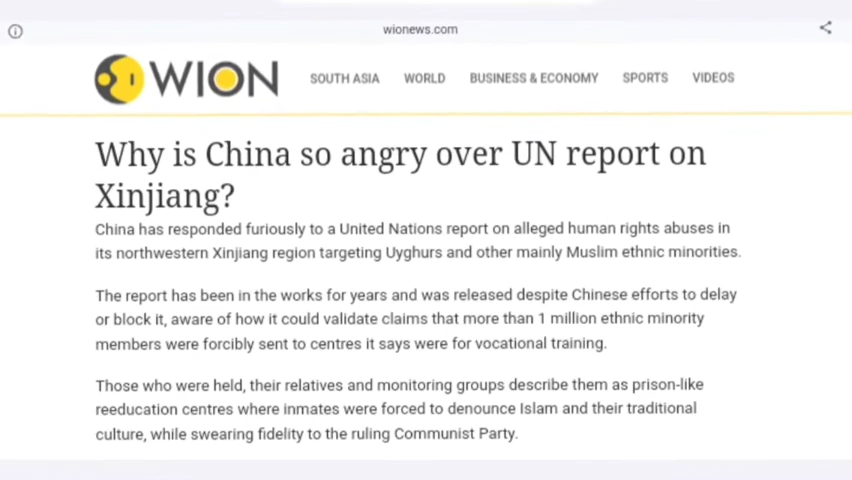 wionews.com
WION SOUTH ASIA WORLD BUSINESS & ECONOMY SPORTS VIDEOS
Why is China so angry over UN report on
Xinjiang?
China has responded furiously to a United Nations report on alleged human rights abuses in
its northwestern Xinjiang region targeting Uyghurs and other mainly Muslim ethnic minorities.
The report has been in the works for years and was released despite Chinese efforts to delay
or block it, aware of how it could validate claims that more than 1 million ethnic minority
members were forcibly sent to centres it says were for vocational training.
Those who were held, their relatives and monitoring groups describe them as prison-like
reeducation centres where inmates were forced to denounce Islam and their traditional
culture, while swearing fidelity to the ruling Communist Party.